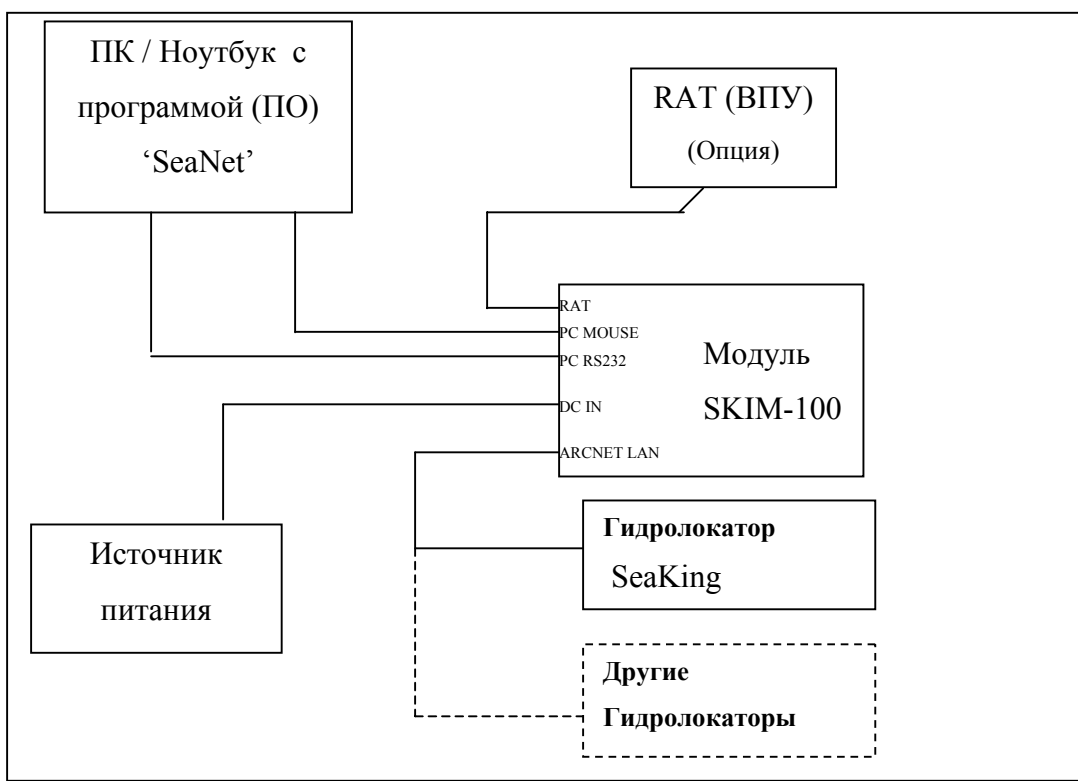 ПК / Ноутбук с
программой (ПО)
‘SeaNet’
RAT (ВПУ)
(Опция)
RAT
PC MOUSE
PC RS232
DC IN
ARCNET LAN
Модуль
SKIM-100
Источник
питания
Гидролокатор
SeaKing
Другие
Гидролокаторы